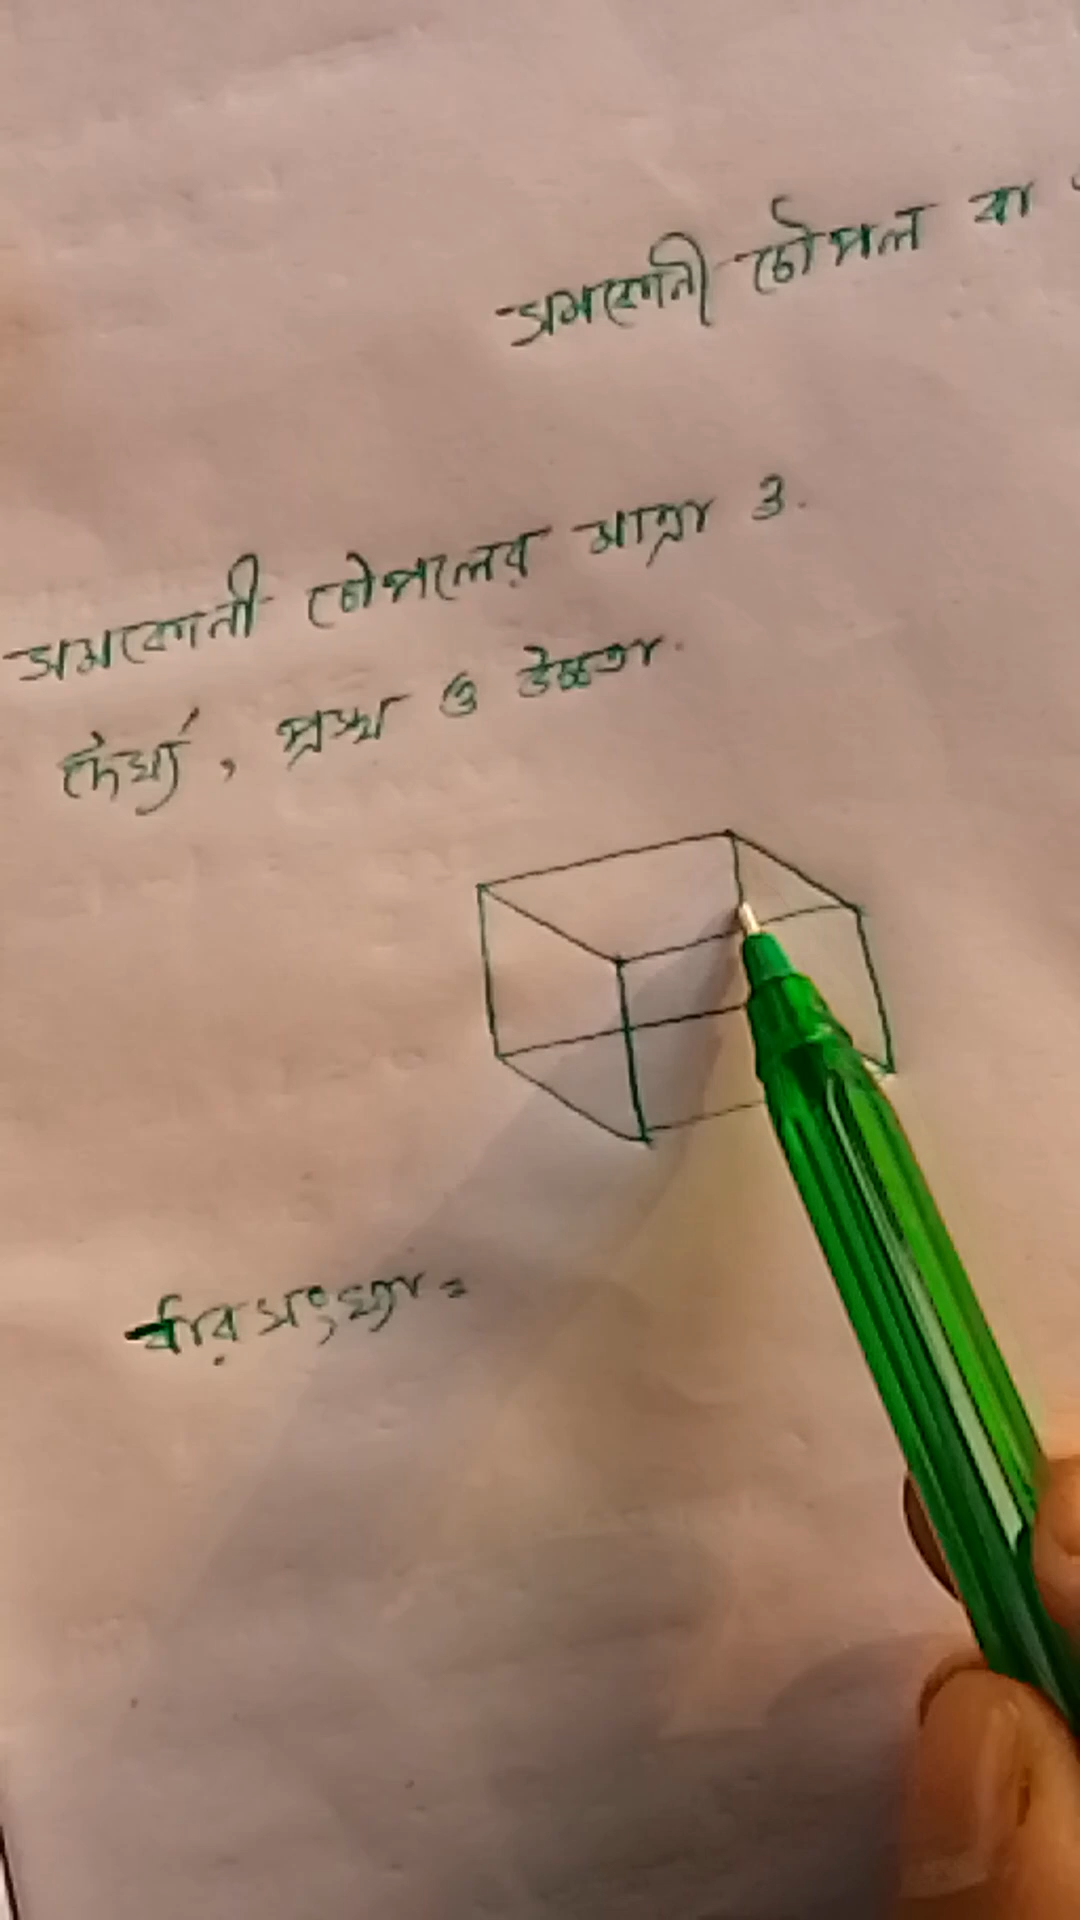 সমকোনী চৌপল বা
সমকোনী চৌপলের মাত্রা 3.
দৈর্ঘ্য, প্রস্থ ও উচ্চতা.
ধার সংখ্যা =